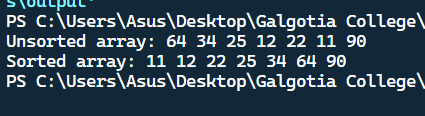 s\output'
PS C:\Users\Asus\Desktop\Galgotia College\
Unsorted array: 64 34 25 12 22 11 90
Sorted array: 11 12 22 25 34 64 90
PS C:\Users\Asus\Desktop\Galgotia College\